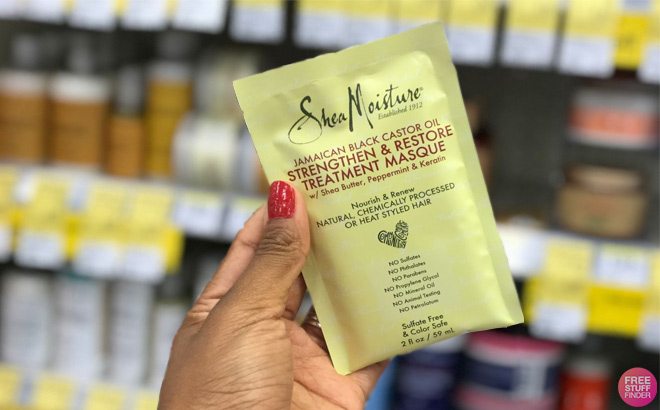 SheaMoisture®
Established 1912
JAMAICAN BLACK CASTOR OIL
STRENGTHEN & RESTORE
TREATMENT MASQUE
w/ Shea Butter, Peppermint & Keratin
Nourish & Renew
NATURAL, CHEMICALLY PROCESSED
OR HEAT STYLED HAIR
NO Sulfates
NO Phthalates
NO Parabens
NO Propylene Glycol
NO Mineral Oil
NO Animal Testing
NO Petrolatum
Sulfate Free
& Color Safe
2 fl oz / 59 mL
FREE
STUFF
FINDER